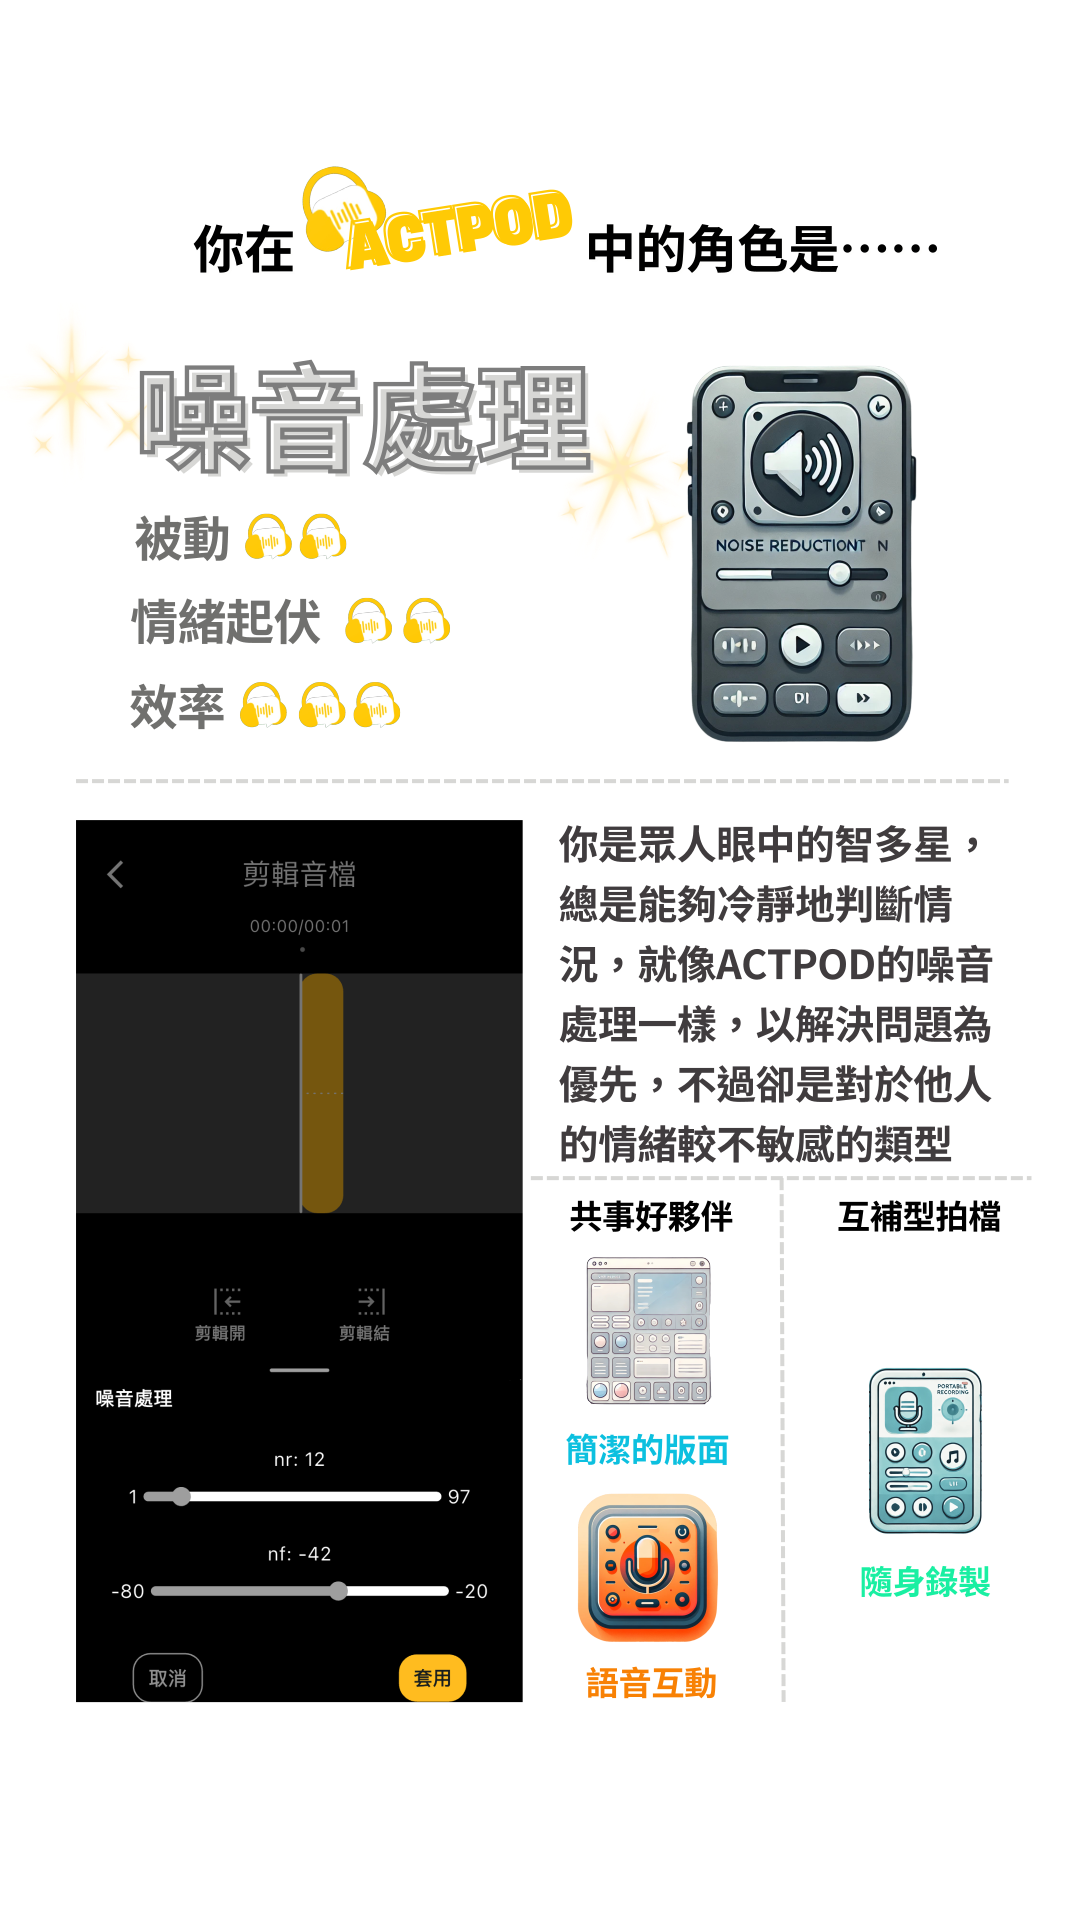 你在 ACTPOD 中的角色是⋯⋯
噪音處理
被動
情緒起伏
效率
NOISE REDUCTIONT N
DI
剪輯音檔
00:00/00:01
剪輯開
剪輯結
噪音處理
nr: 12
1
97
nf: -42
-80
-20
取消
套用
你是眾人眼中的智多星，
總是能夠冷靜地判斷情
況，就像ACTPOD的噪音
處理一樣，以解決問題為
優先，不過卻是對於他人
的情緒較不敏感的類型
共事好夥伴
簡潔的版面
語音互動
互補型拍檔
PORTABLE
RECORDING
隨身錄製